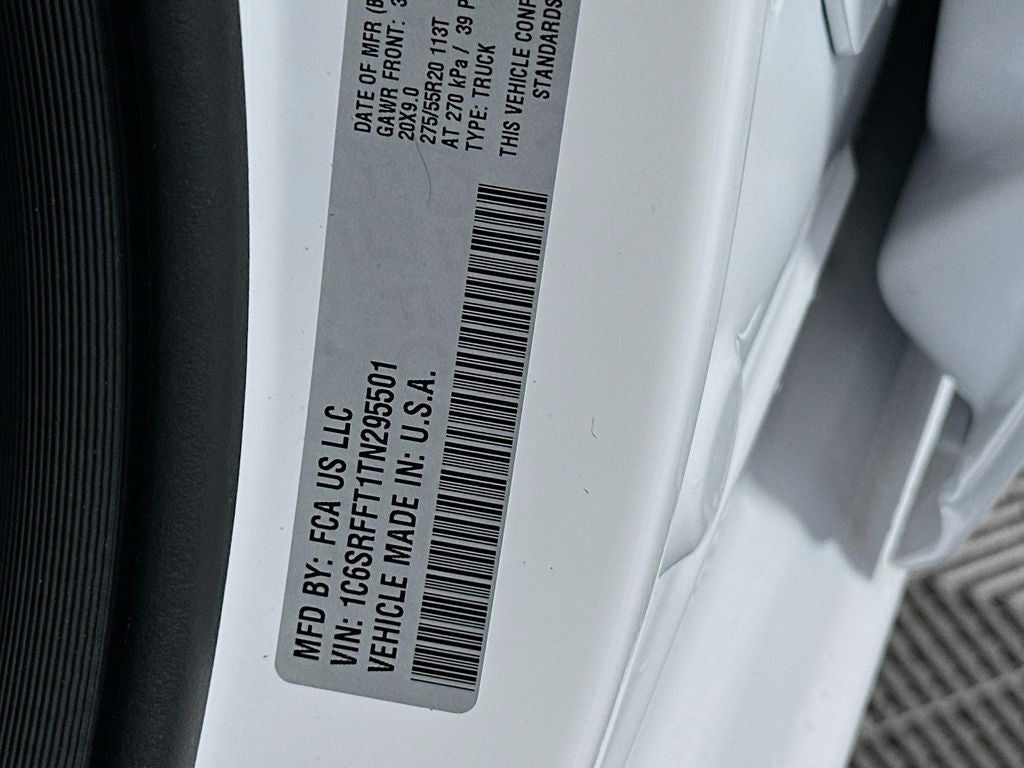 MFD BY: FCA US LLC
VIN: 1C6SRFFT1TN295501
VEHICLE MADE IN: U.S.A.
DATE OF MFR
GAWR FRONT:
20X9.0
275/55R20 113T
AT 270 kPa / 39
TYPE: TRUCK
THIS VEHICLE
STANDARDS